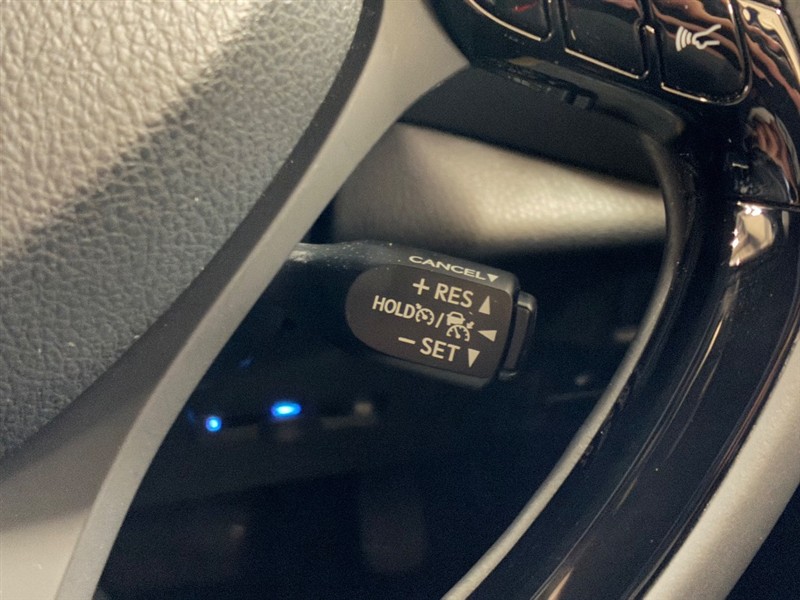 CANCEL▼
+ RES ▲
HOLD / ◀
− SET ▼